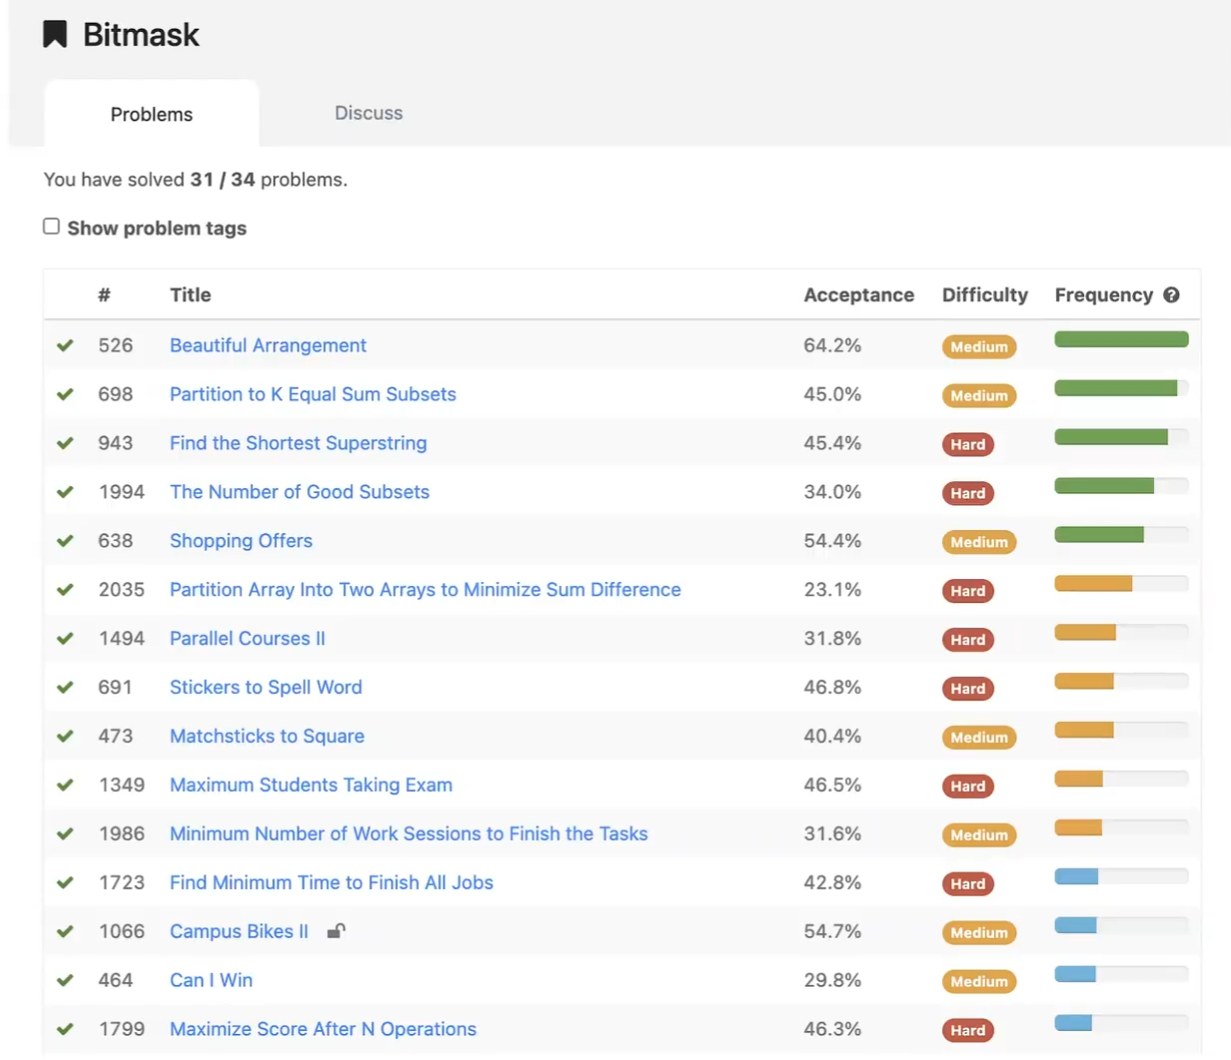 Bitmask
Problems Discuss
You have solved 31 / 34 problems.
Show problem tags
# Title Acceptance Difficulty Frequency ?
526 Beautiful Arrangement 64.2% Medium
698 Partition to K Equal Sum Subsets 45.0% Medium
943 Find the Shortest Superstring 45.4% Hard
1994 The Number of Good Subsets 34.0% Hard
638 Shopping Offers 54.4% Medium
2035 Partition Array Into Two Arrays to Minimize Sum Difference 23.1% Hard
1494 Parallel Courses II 31.8% Hard
691 Stickers to Spell Word 46.8% Hard
473 Matchsticks to Square 40.4% Medium
1349 Maximum Students Taking Exam 46.5% Hard
1986 Minimum Number of Work Sessions to Finish the Tasks 31.6% Medium
1723 Find Minimum Time to Finish All Jobs 42.8% Hard
1066 Campus Bikes II 54.7% Medium
464 Can I Win 29.8% Medium
1799 Maximize Score After N Operations 46.3% Hard